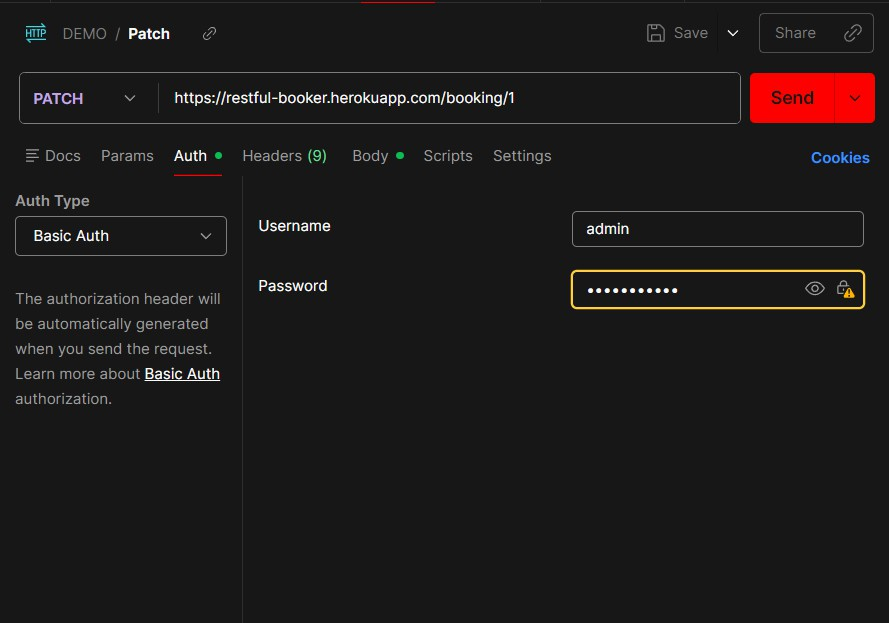 HTTP DEMO / Patch Save Share
PATCH https://restful-booker.herokuapp.com/booking/1 Send
Docs Params Auth Headers (9) Body Scripts Settings Cookies
Auth Type
Basic Auth
The authorization header will
be automatically generated
when you send the request.
Learn more about Basic Auth
authorization.
Username admin
Password •••••••••••